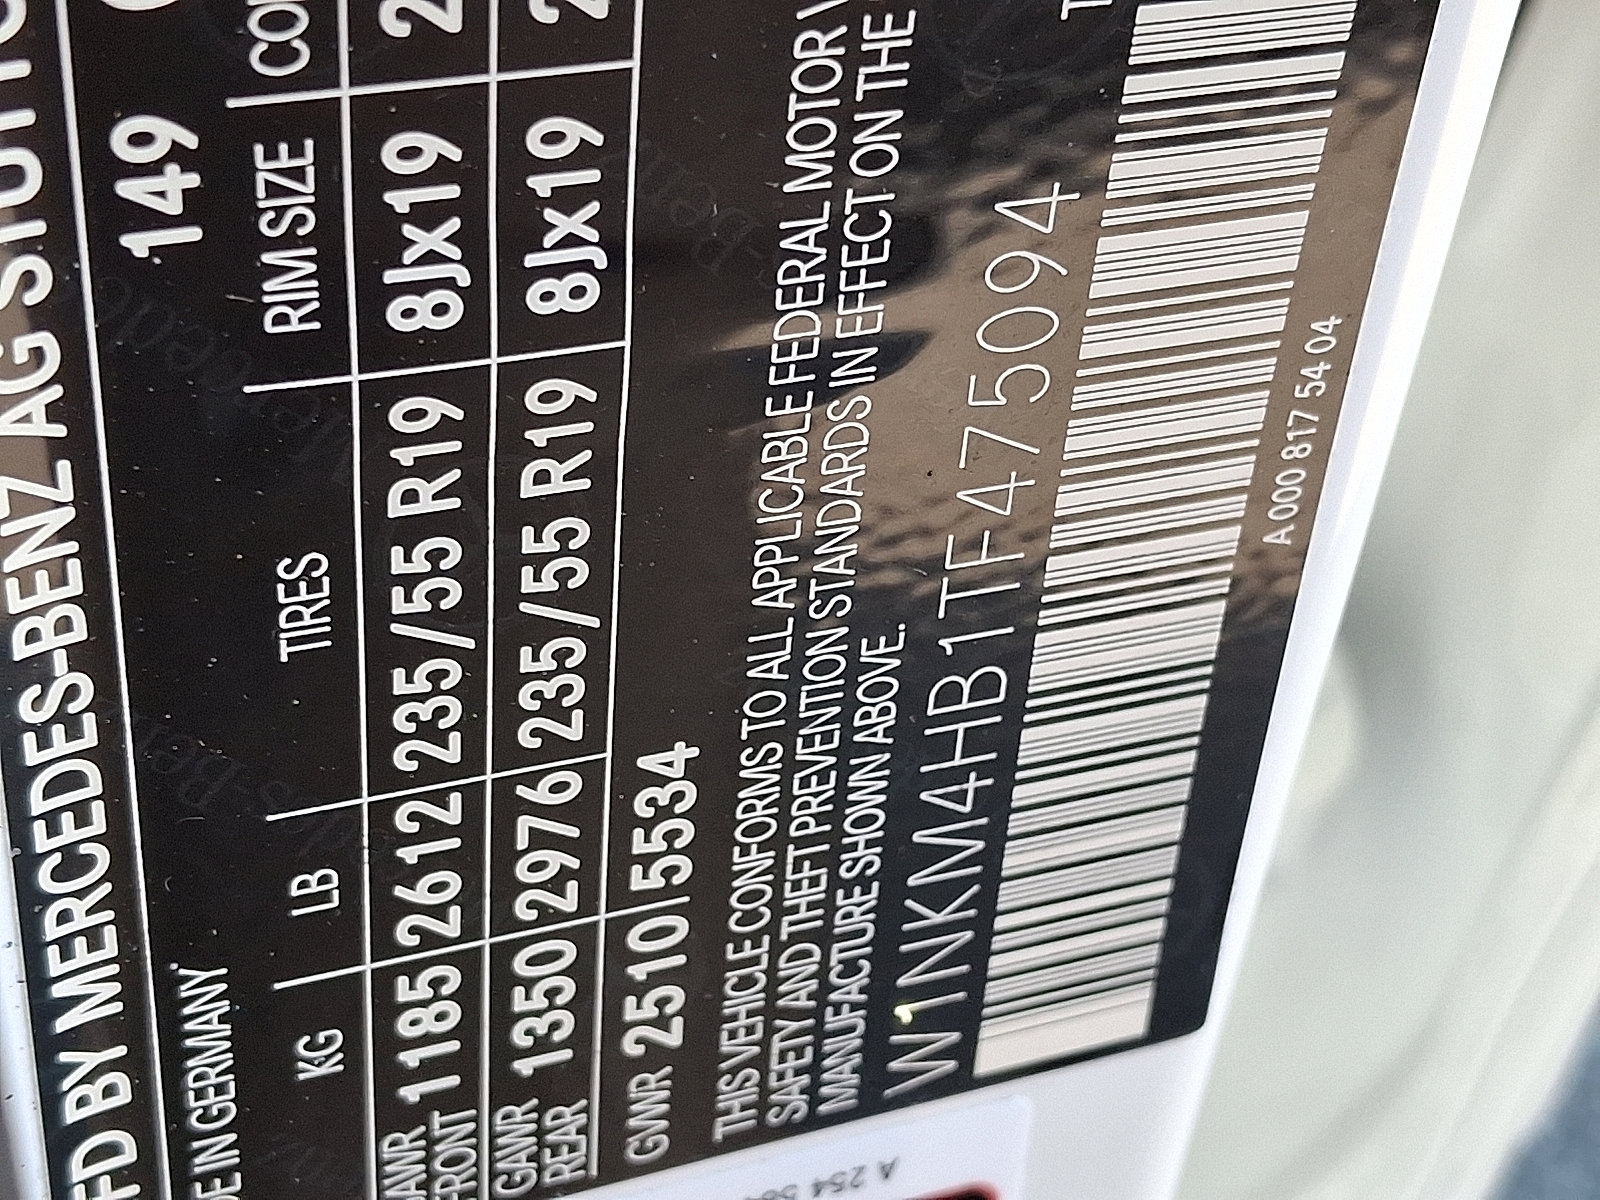 FD BY MERCEDES-BENZ AG STUTTG
E IN GERMANY
149
KG LB TIRES RIM SIZE
GAWR FRONT 1185 2612 235/55 R19 8Jx19 2
GAWR REAR 1350 2976 235/55 R19 8Jx19 2
GVWR 2510 5534
THIS VEHICLE CONFORMS TO ALL APPLICABLE FEDERAL MOTOR V
SAFETY AND THEFT PREVENTION STANDARDS IN EFFECT ON THE
MANUFACTURE SHOWN ABOVE.
W1NKM4HB1TF475094
A 000 817 54 04
A 254 58